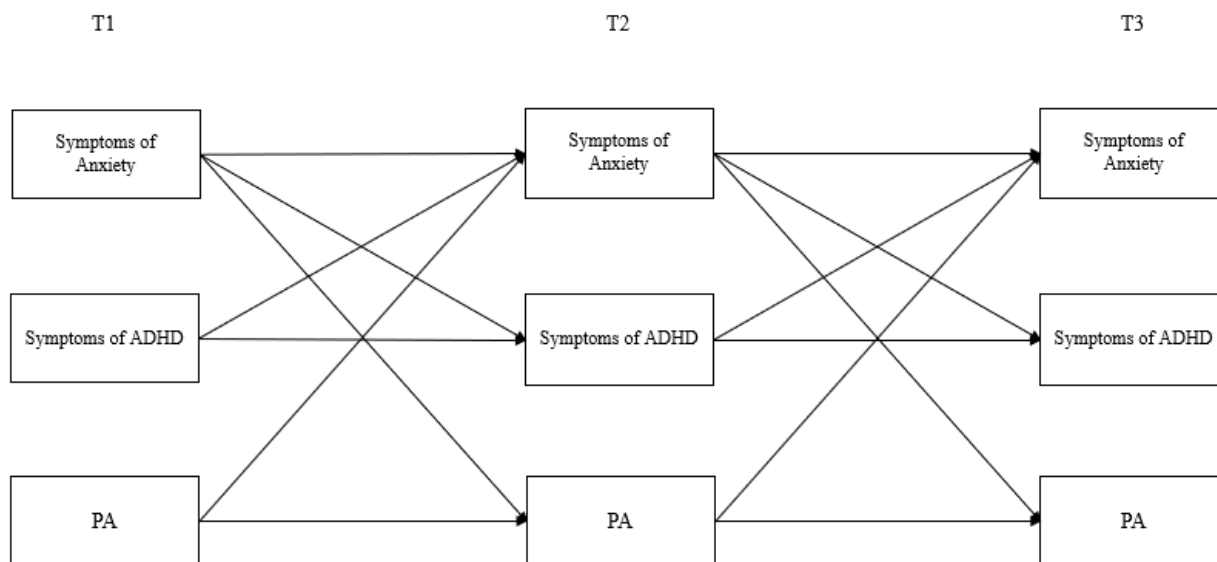 T1
T2
T3
Symptoms of
Anxiety
Symptoms of
Anxiety
Symptoms of
Anxiety
Symptoms of ADHD
Symptoms of ADHD
Symptoms of ADHD
PA
PA
PA